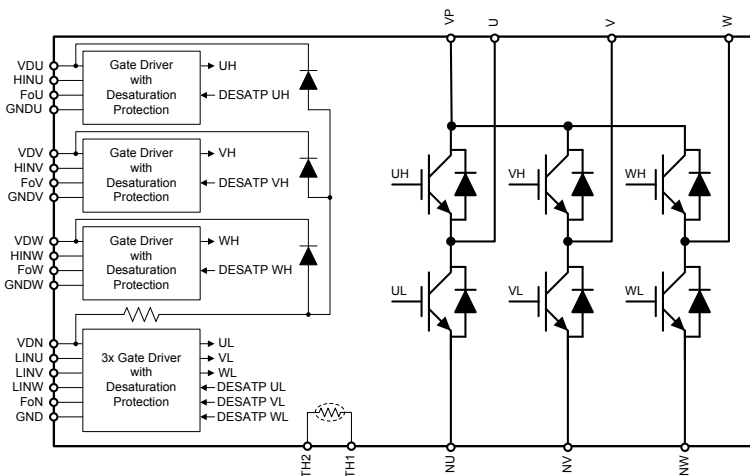 VP
U
V
W
VDU
HINU
FoU
GNDU
Gate Driver
with
Desaturation
Protection
UH
DESATP UH
VDV
HINV
FoV
GNDV
Gate Driver
with
Desaturation
Protection
VH
DESATP VH
VDW
HINW
FoW
GNDW
Gate Driver
with
Desaturation
Protection
WH
DESATP WH
VDN
LINU
LINV
LINW
FoN
GND
3x Gate Driver
with
Desaturation
Protection
UL
VL
WL
DESATP UL
DESATP VL
DESATP WL
UH
VH
WH
UL
VL
WL
TH2
TH1
NU
NV
NW